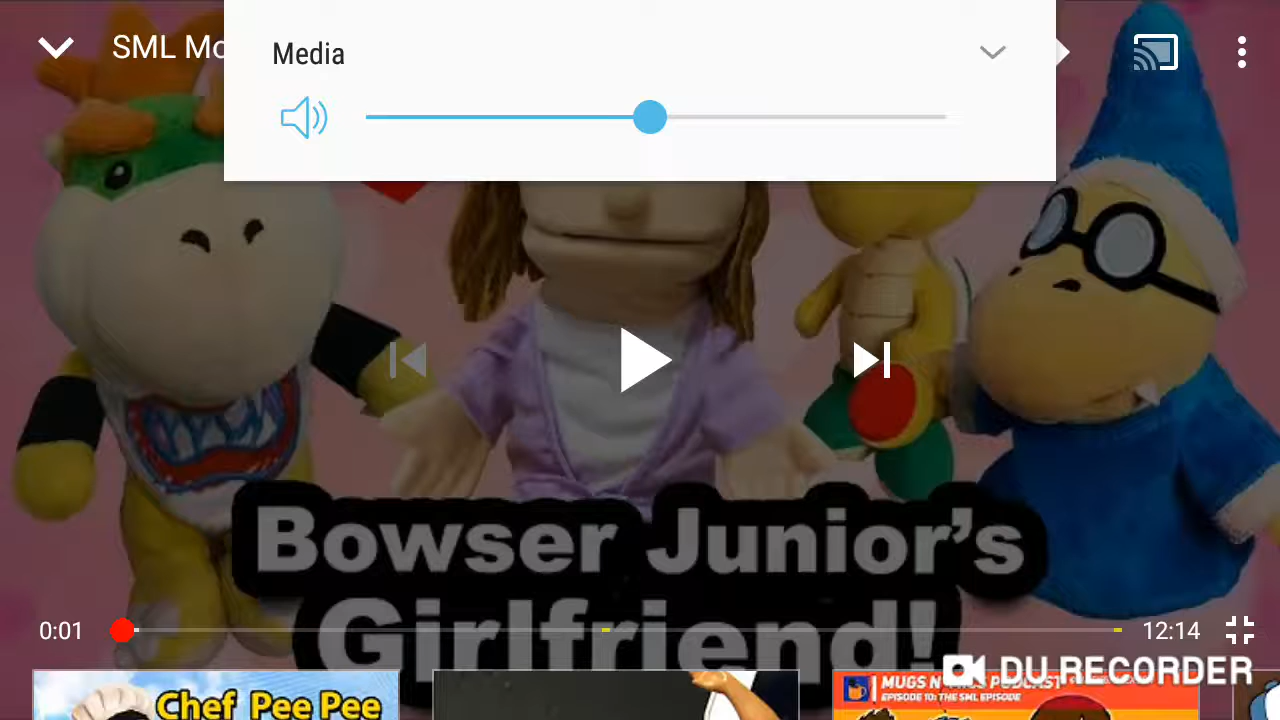 SML Mo
Media
Bowser Junior's
Girlfriend!
0:01
12:14
DU RECORDER
Chef Pee Pee
MUGS N
PODCAST
EPISODE 10: THE SML EPISODE